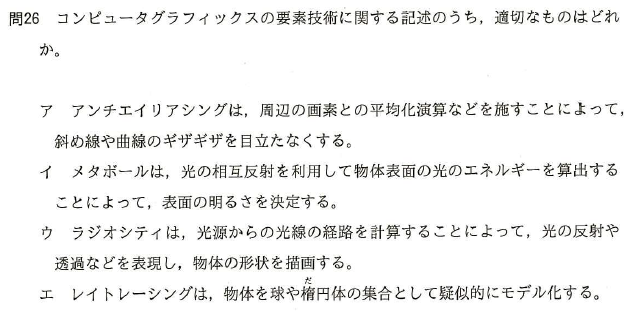 問26 コンピュータグラフィックスの要素技術に関する記述のうち，適切なものはどれ
か。
ア アンチエイリアシングは，周辺の画素との平均化演算などを施すことによって，
斜め線や曲線のギザギザを目立たなくする。
イ メタボールは，光の相互反射を利用して物体表面の光のエネルギーを算出する
ことによって，表面の明るさを決定する。
ウ ラジオシティは，光源からの光線の経路を計算することによって，光の反射や
透過などを表現し，物体の形状を描画する。
だ
エ レイトレーシングは，物体を球や楕円体の集合として疑似的にモデル化する。